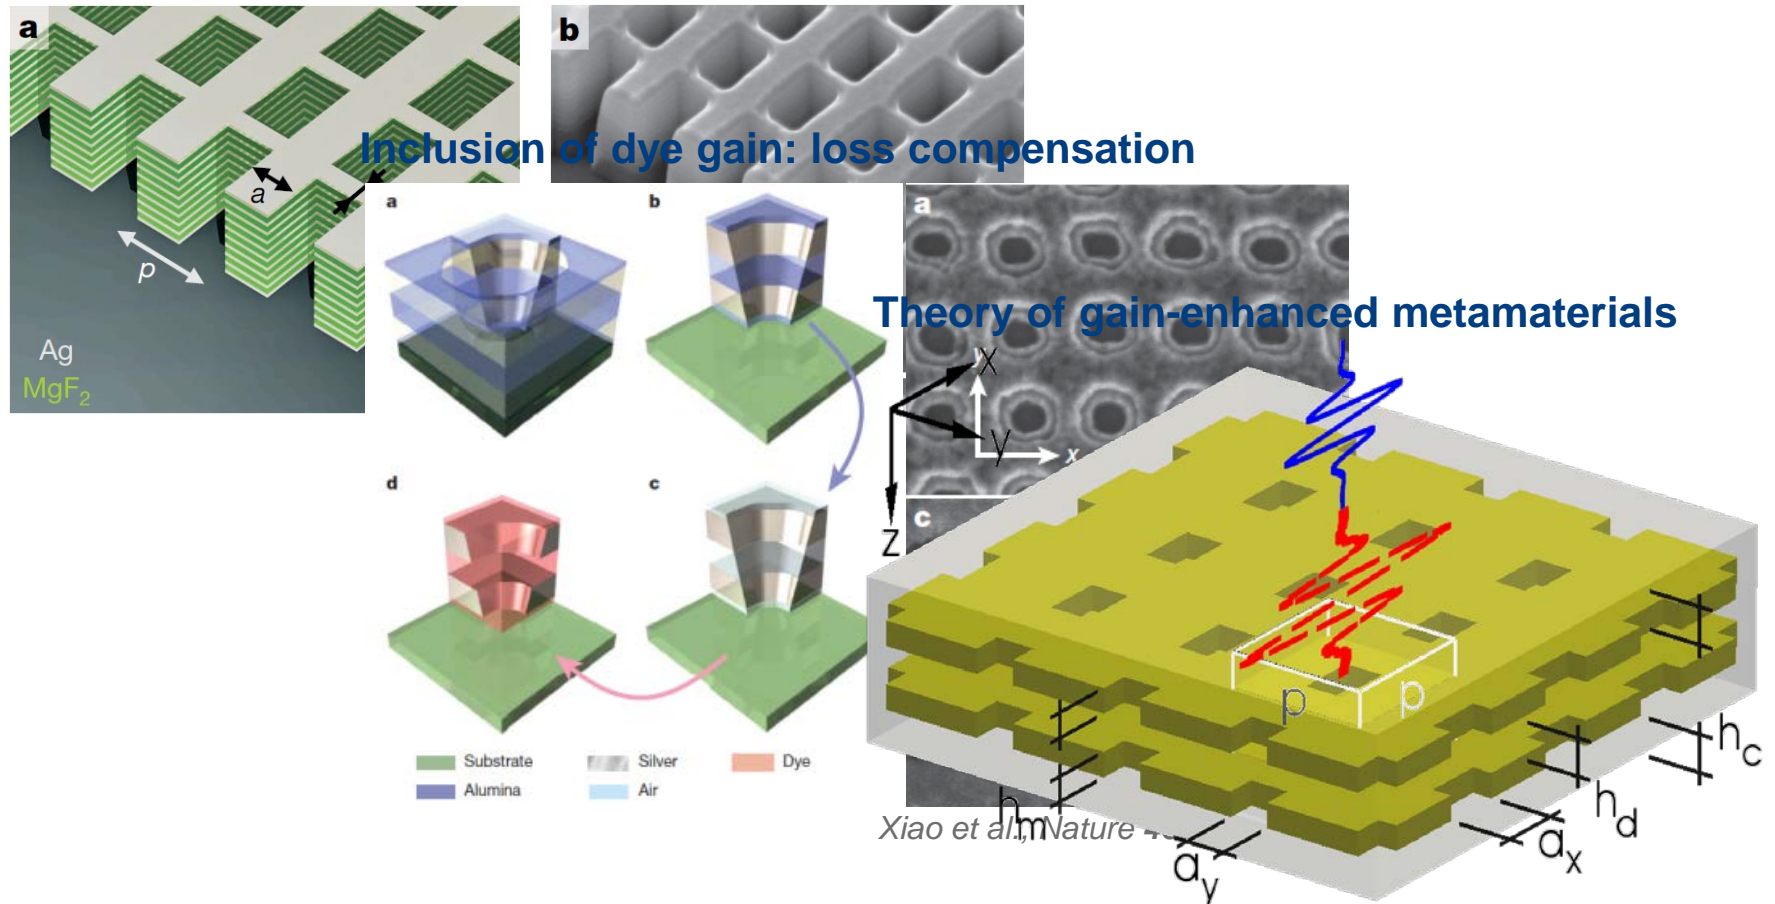 a
b
Inclusion of dye gain: loss compensation
a
p
Ag
MgF2
a
b
a
Theory of gain-enhanced metamaterials
x
y
y
x
z
d
c
c
p
p
Substrate
Silver
Dye
Alumina
Air
hm
hd
hc
ax
ay
Xiao et al., Nature